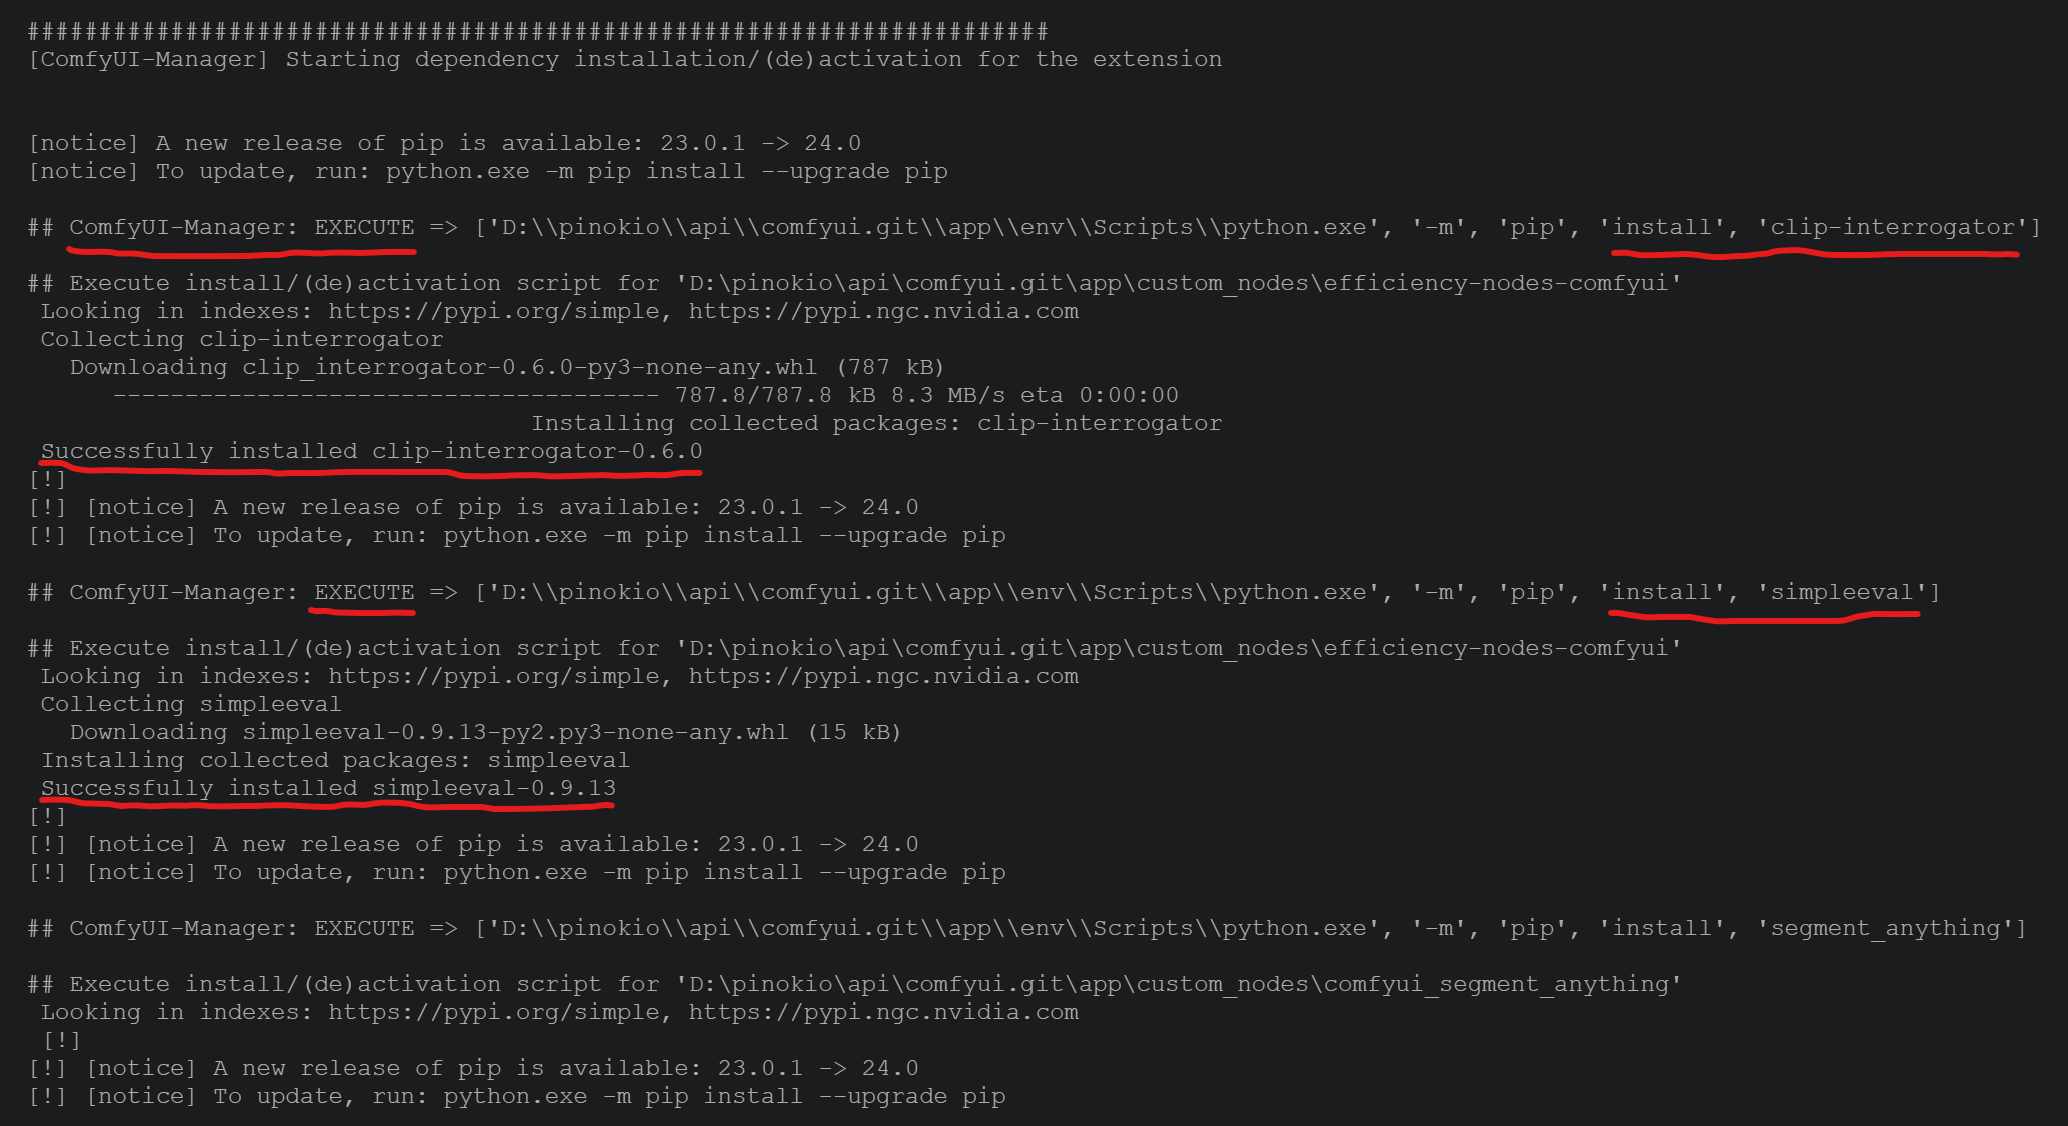 #######################################################################
[ComfyUI-Manager] Starting dependency installation/(de)activation for the extension
[notice] A new release of pip is available: 23.0.1 -> 24.0
[notice] To update, run: python.exe -m pip install --upgrade pip
## ComfyUI-Manager: EXECUTE => ['D:\\pinokio\\api\\comfyui.git\\app\\env\\Scripts\\python.exe', '-m', 'pip', 'install', 'clip-interrogator']
## Execute install/(de)activation script for 'D:\pinokio\api\comfyui.git\app\custom_nodes\efficiency-nodes-comfyui'
Looking in indexes: https://pypi.org/simple, https://pypi.ngc.nvidia.com
Collecting clip-interrogator
Downloading clip_interrogator-0.6.0-py3-none-any.whl (787 kB)
-------------------------------------- 787.8/787.8 kB 8.3 MB/s eta 0:00:00
Installing collected packages: clip-interrogator
Successfully installed clip-interrogator-0.6.0
[!]
[!] [notice] A new release of pip is available: 23.0.1 -> 24.0
[!] [notice] To update, run: python.exe -m pip install --upgrade pip
## ComfyUI-Manager: EXECUTE => ['D:\\pinokio\\api\\comfyui.git\\app\\env\\Scripts\\python.exe', '-m', 'pip', 'install', 'simpleeval']
## Execute install/(de)activation script for 'D:\pinokio\api\comfyui.git\app\custom_nodes\efficiency-nodes-comfyui'
Looking in indexes: https://pypi.org/simple, https://pypi.ngc.nvidia.com
Collecting simpleeval
Downloading simpleeval-0.9.13-py2.py3-none-any.whl (15 kB)
Installing collected packages: simpleeval
Successfully installed simpleeval-0.9.13
[!]
[!] [notice] A new release of pip is available: 23.0.1 -> 24.0
[!] [notice] To update, run: python.exe -m pip install --upgrade pip
## ComfyUI-Manager: EXECUTE => ['D:\\pinokio\\api\\comfyui.git\\app\\env\\Scripts\\python.exe', '-m', 'pip', 'install', 'segment_anything']
## Execute install/(de)activation script for 'D:\pinokio\api\comfyui.git\app\custom_nodes\comfyui_segment_anything'
Looking in indexes: https://pypi.org/simple, https://pypi.ngc.nvidia.com
[!]
[!] [notice] A new release of pip is available: 23.0.1 -> 24.0
[!] [notice] To update, run: python.exe -m pip install --upgrade pip